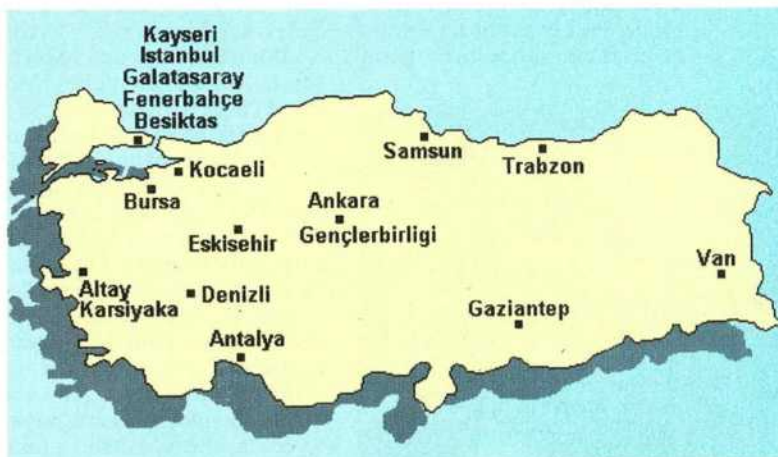 Kayseri
Istanbul
Galatasaray
Fenerbahçe
Besiktas
Kocaeli
Bursa
Samsun
Trabzon
Ankara
Gençlerbirligi
Eskisehir
Van
Altay
Karsiyaka
Denizli
Gaziantep
Antalya